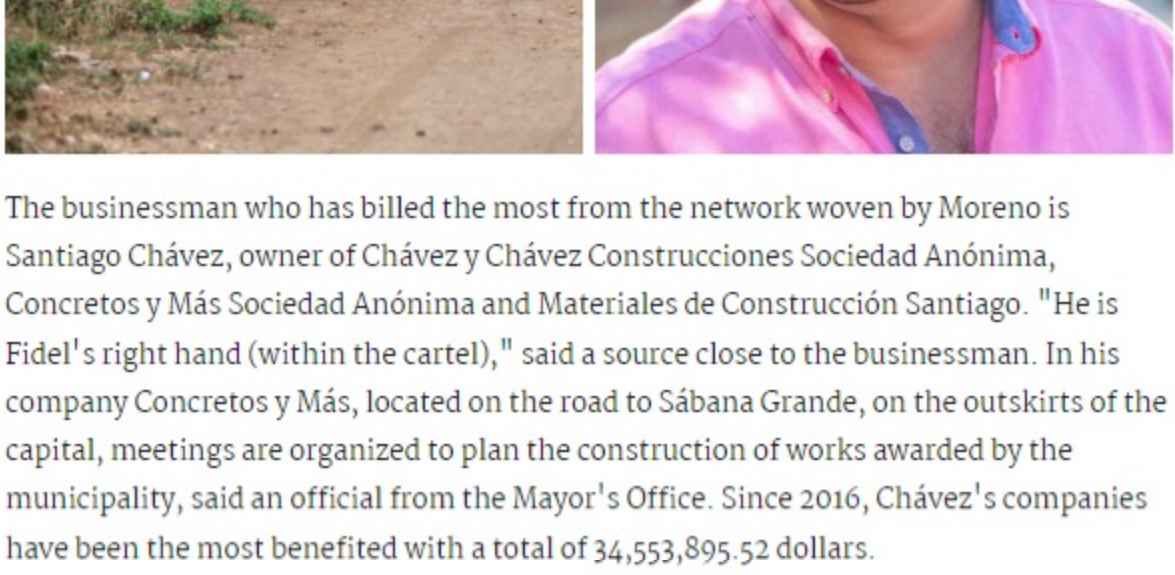 The businessman who has billed the most from the network woven by Moreno is
Santiago Chávez, owner of Chávez y Chávez Construcciones Sociedad Anónima,
Concretos y Más Sociedad Anónima and Materiales de Construcción Santiago. "He is
Fidel's right hand (within the cartel)," said a source close to the businessman. In his
company Concretos y Más, located on the road to Sábana Grande, on the outskirts of the
capital, meetings are organized to plan the construction of works awarded by the
municipality, said an official from the Mayor's Office. Since 2016, Chávez's companies
have been the most benefited with a total of 34,553,895.52 dollars.